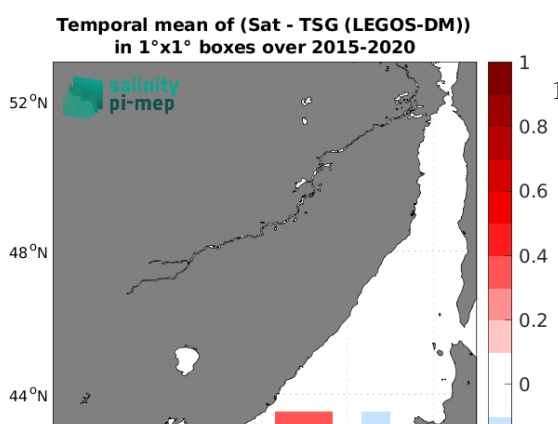 Temporal mean of (Sat - TSG (LEGOS-DM))
in 1°x1° boxes over 2015-2020
salinity
pi-mep
52°N
48°N
44°N
1
0.8
0.6
0.4
0.2
0